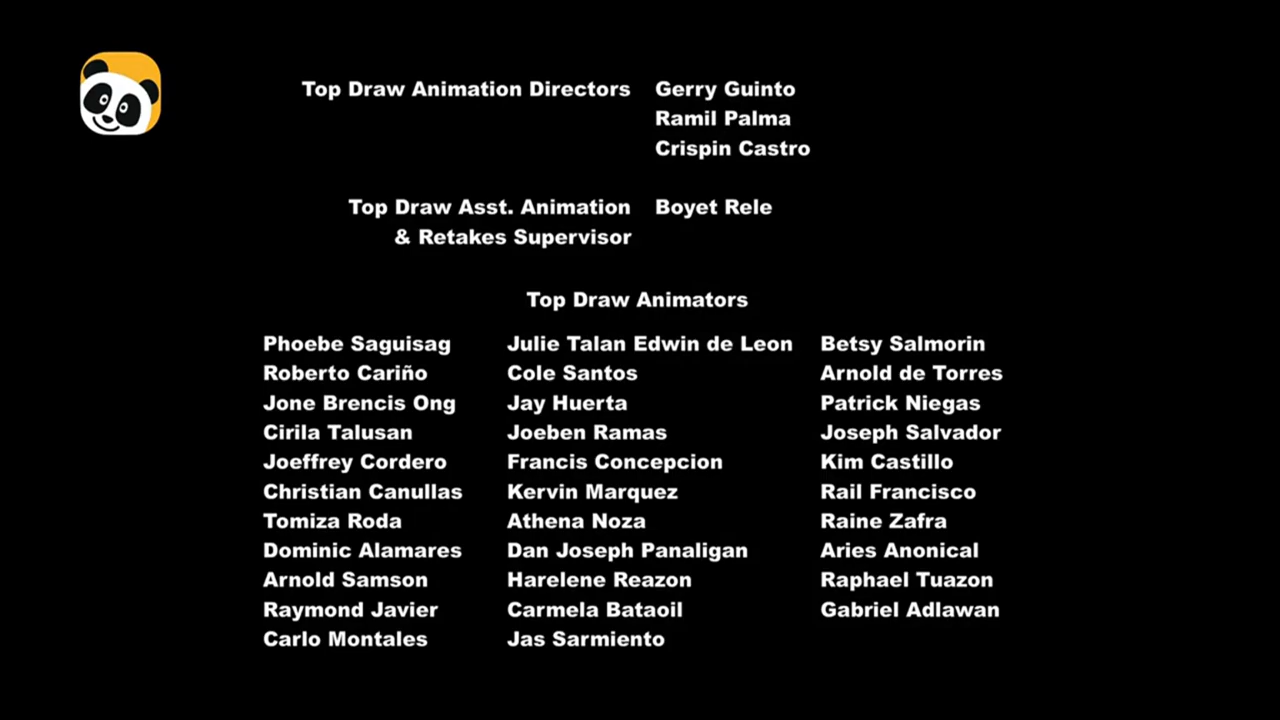 Top Draw Animation Directors Gerry Guinto
Ramil Palma
Crispin Castro
Top Draw Asst. Animation Boyet Rele
& Retakes Supervisor
Top Draw Animators
Phoebe Saguisag Julie Talan Edwin de Leon Betsy Salmorin
Roberto Cariño Cole Santos Arnold de Torres
Jone Brencis Ong Jay Huerta Patrick Niegas
Cirila Talusan Joeben Ramas Joseph Salvador
Joeffrey Cordero Francis Concepcion Kim Castillo
Christian Canullas Kervin Marquez Rail Francisco
Tomiza Roda Athena Noza Raine Zafra
Dominic Alamares Dan Joseph Panaligan Aries Anonical
Arnold Samson Harelene Reazon Raphael Tuazon
Raymond Javier Carmela Bataoil Gabriel Adlawan
Carlo Montales Jas Sarmiento